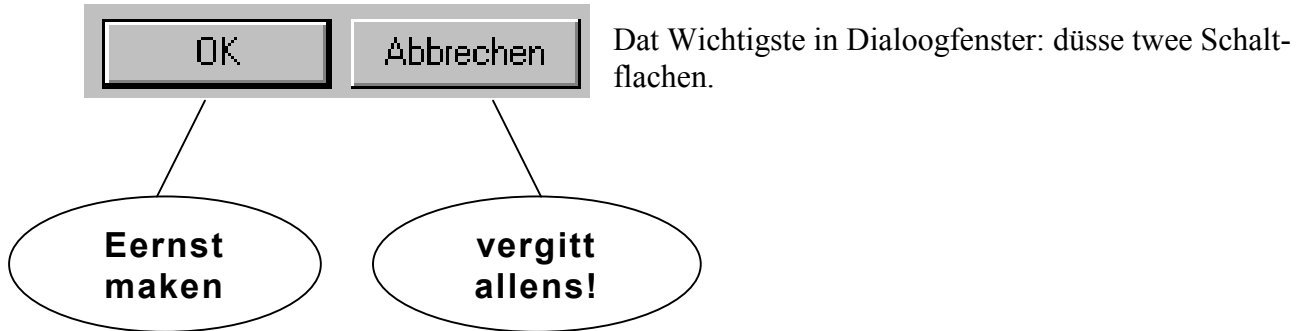 OK
Abbrechen
Dat Wichtigste in Dialoogfenster: düsse twee Schalt-
flachen.
Eernst
maken
vergitt
allens!